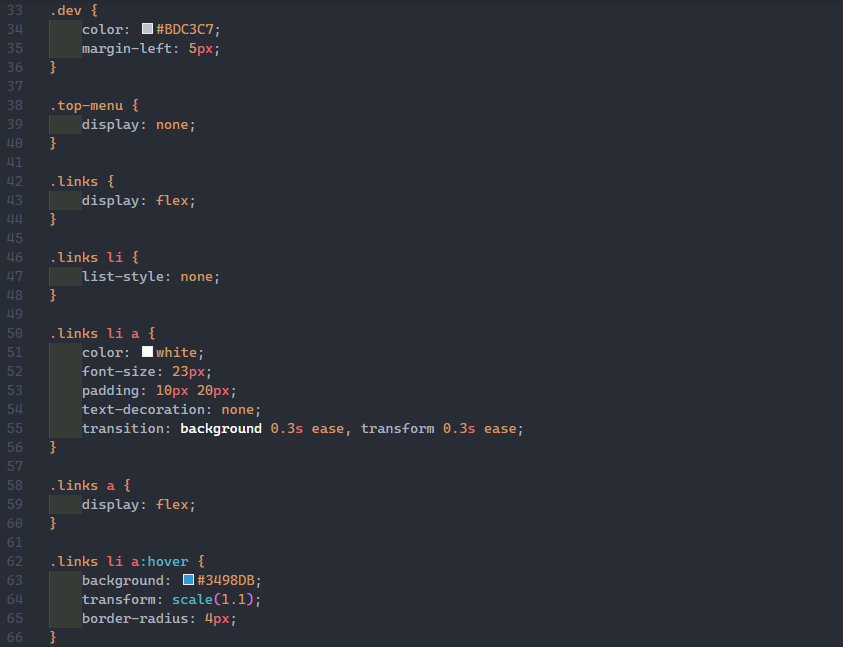 33 .dev {
34     color: #BDC3C7;
35     margin-left: 5px;
36 }
37
38 .top-menu {
39     display: none;
40 }
41
42 .links {
43     display: flex;
44 }
45
46 .links li {
47     list-style: none;
48 }
49
50 .links li a {
51     color: white;
52     font-size: 23px;
53     padding: 10px 20px;
54     text-decoration: none;
55     transition: background 0.3s ease, transform 0.3s ease;
56 }
57
58 .links a {
59     display: flex;
60 }
61
62 .links li a:hover {
63     background: #3498DB;
64     transform: scale(1.1);
65     border-radius: 4px;
66 }